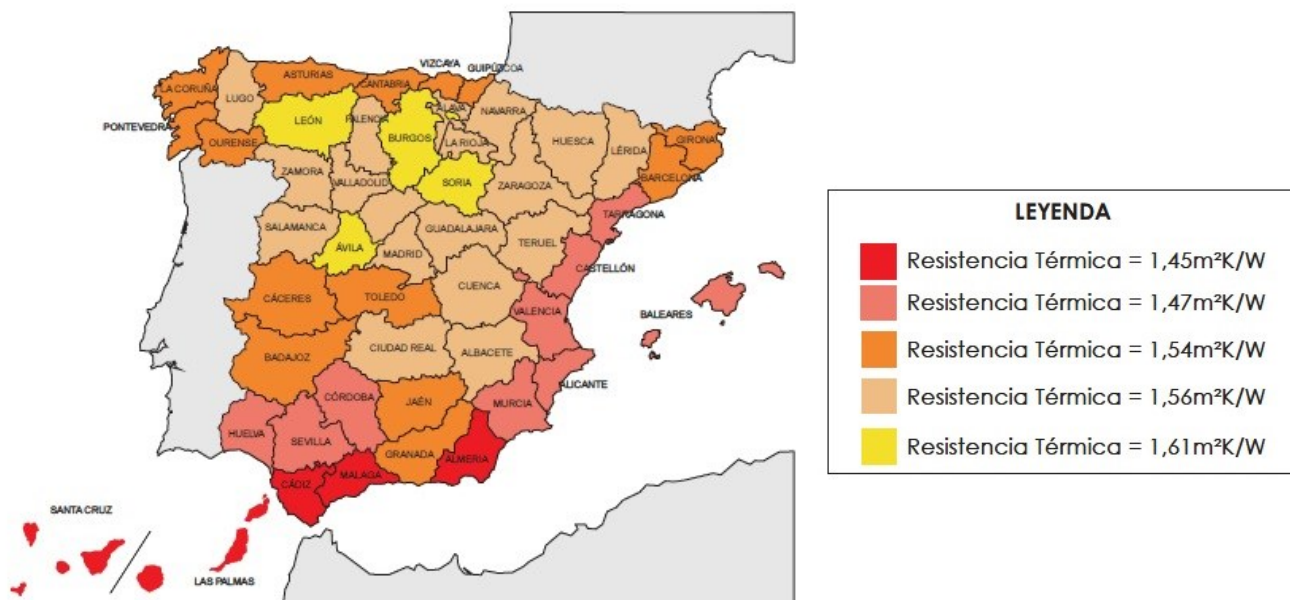 VIZCAYA
GUIPÚZCOA
LA CORUÑA
ASTURIAS
CANTABRIA
LUGO
ALAVA
NAVARRA
PONTEVEDRA
LEÓN
PALENCIA
BURGOS
LA RIOJA
HUESCA
LÉRIDA
GIRONA
OURENSE
BARCELONA
ZAMORA
VALLADOLID
SORIA
ZARAGOZA
TARRAGONA
SALAMANCA
ÁVILA
MADRID
GUADALAJARA
TERUEL
CASTELLÓN
CÁCERES
TOLEDO
CUENCA
VALENCIA
BALEARES
BADAJOZ
CIUDAD REAL
ALBACETE
ALICANTE
CÓRDOBA
JAÉN
MURCIA
HUELVA
SEVILLA
GRANADA
ALMERIA
CÁDIZ
MALAGA
SANTA CRUZ
LAS PALMAS
LEYENDA
Resistencia Térmica = 1,45m²K/W
Resistencia Térmica = 1,47m²K/W
Resistencia Térmica = 1,54m²K/W
Resistencia Térmica = 1,56m²K/W
Resistencia Térmica = 1,61m²K/W